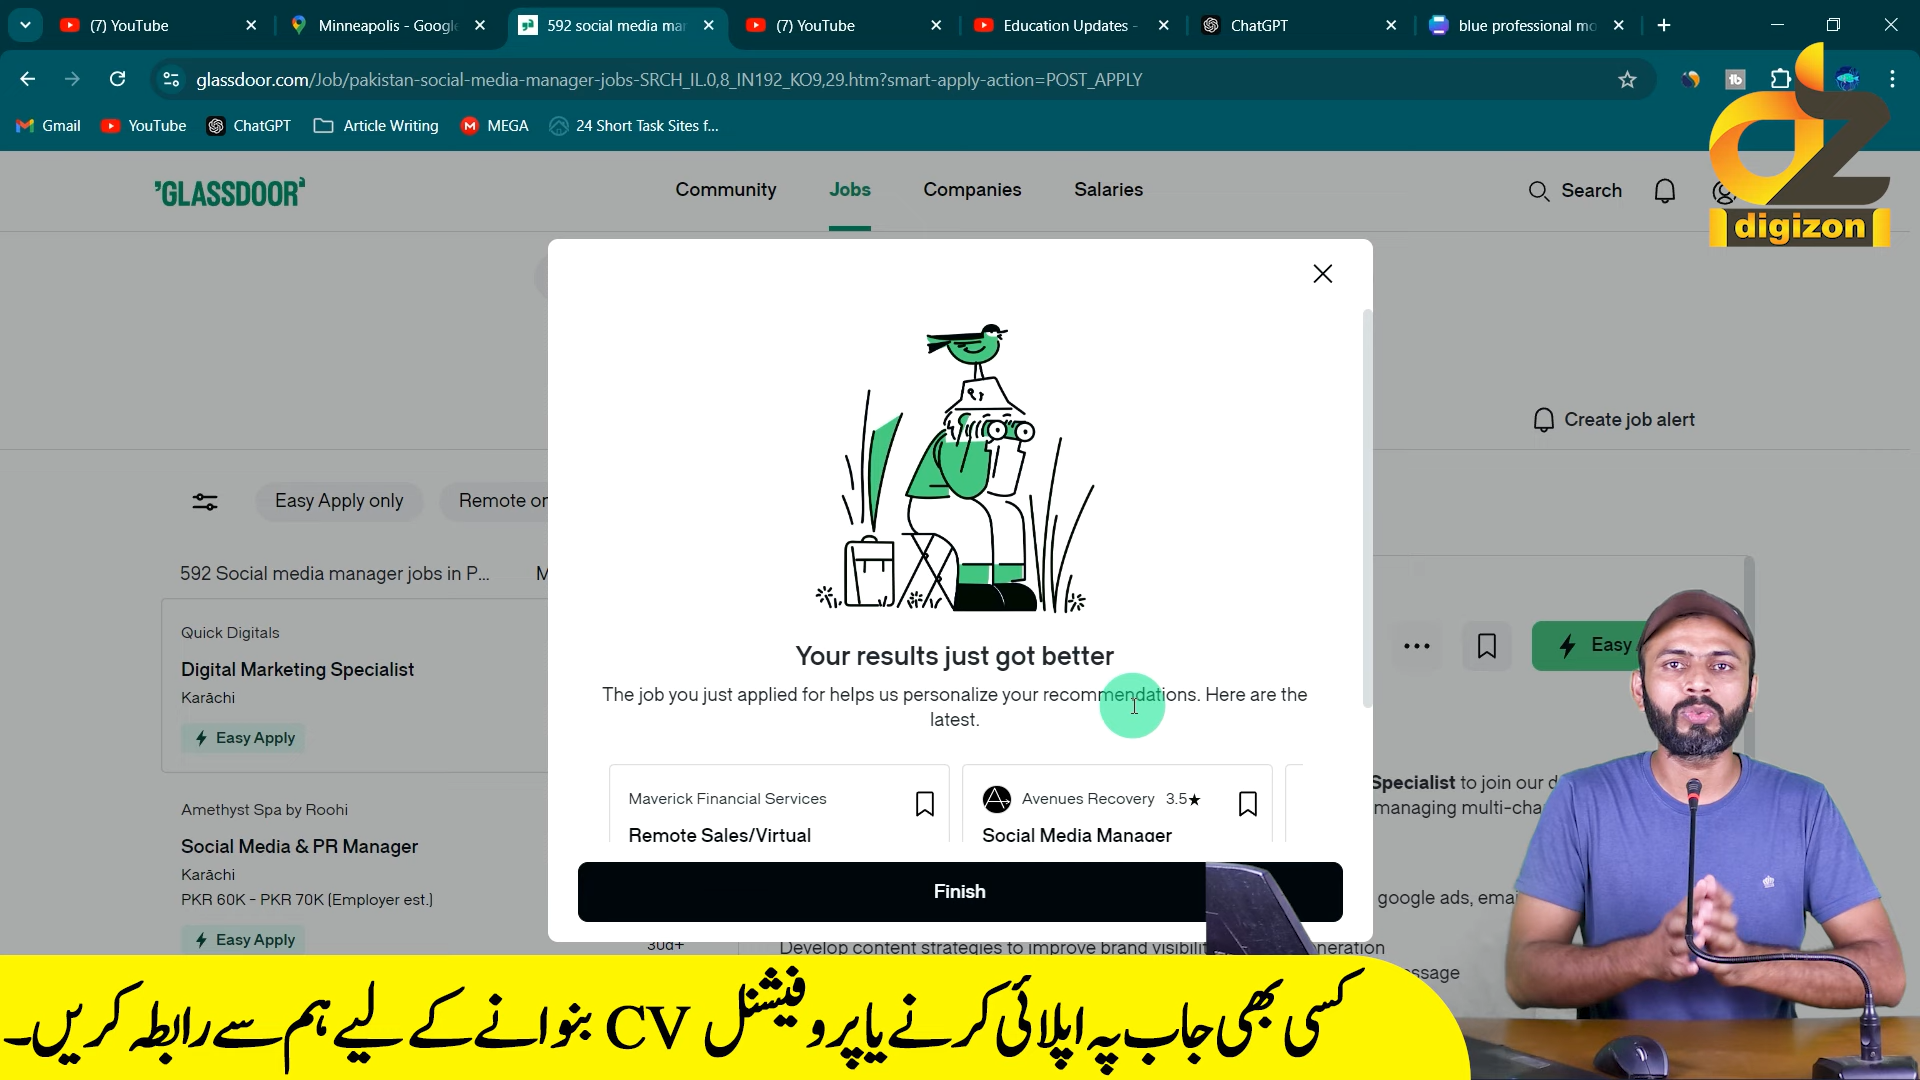 (7) YouTube
Minneapolis - Google
592 social media mar
(7) YouTube
Education Updates -
ChatGPT
blue professional mo
glassdoor.com/Job/pakistan-social-media-manager-jobs-SRCH_IL.0,8_IN192_KO9,29.htm?smart-apply-action=POST_APPLY
Gmail
YouTube
ChatGPT
Article Writing
MEGA
24 Short Task Sites f...
dz
digizon
GLASSDOOR
Community
Jobs
Companies
Salaries
Search
Create job alert
Easy Apply only
Remote or
592 Social media manager jobs in P...
M
Quick Digitals
Digital Marketing Specialist
Karāchi
Easy Apply
Amethyst Spa by Roohi
Social Media & PR Manager
Karāchi
PKR 60K - PKR 70K (Employer est.)
Easy Apply
30d+
Your results just got better
The job you just applied for helps us personalize your recommendations. Here are the
latest.
Maverick Financial Services
Remote Sales/Virtual
Avenues Recovery 3.5★
Social Media Manager
Finish
Easy
Specialist to join our d
managing multi-cha
google ads, emai
Develop content strategies to improve brand visibilit
neration
ssage
کسی بھی جاب پہ اپلائی کرنے یا پروفیشنل CV بنوانے کے لیے ہم سے رابطہ کریں۔